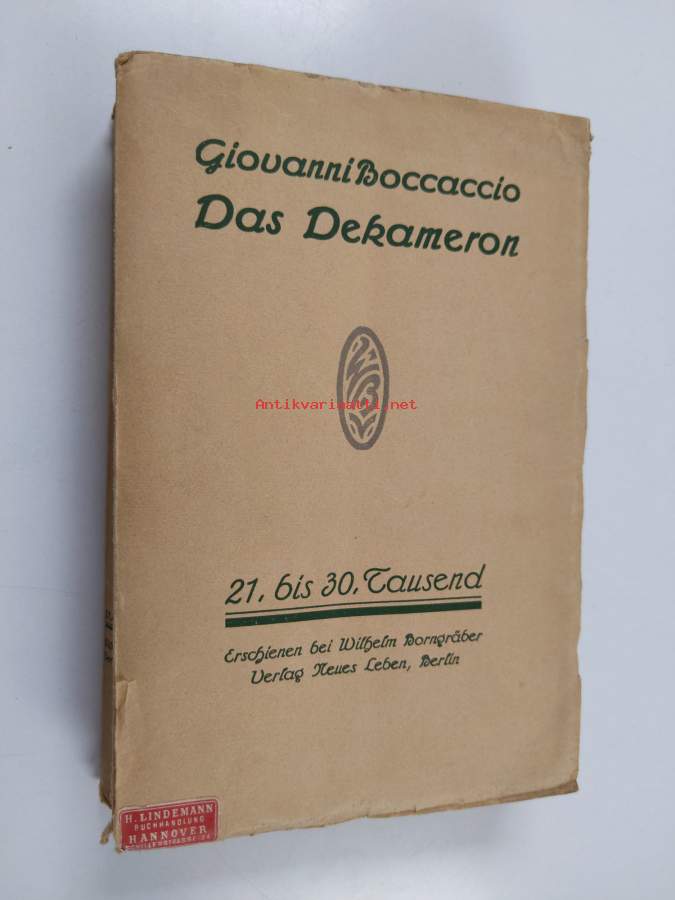 Giovanni Boccaccio
Das Dekameron
Antikvariaatti.net
21. bis 30. Tausend
Erschienen bei Wilhelm Borngräber
Verlag Neues Leben, Berlin
H. LINDEMANN
BUCHHANDLUNG
HANNOVER